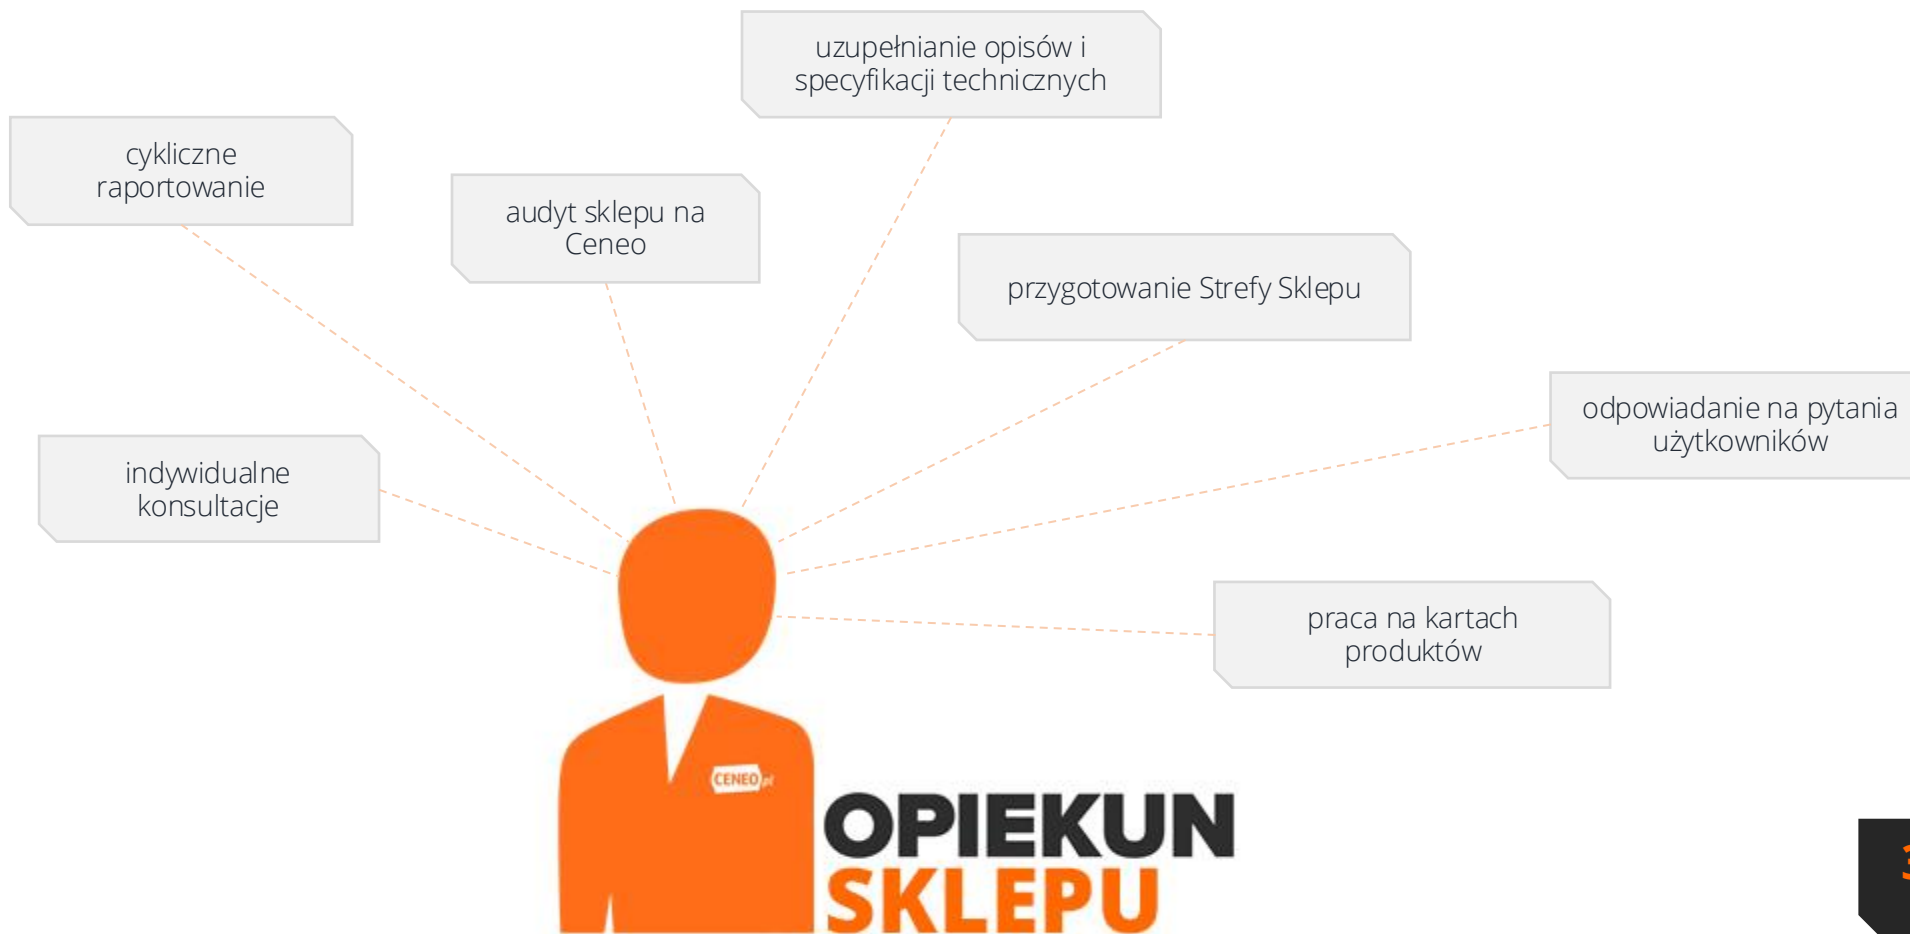 uzupełnianie opisów i
specyfikacji technicznych
cykliczne
raportowanie
audyt sklepu na
Ceneo
przygotowanie Strefy Sklepu
odpowiadanie na pytania
użytkowników
indywidualne
konsultacje
praca na kartach
produktów
CENEO.pl
OPIEKUN
SKLEPU